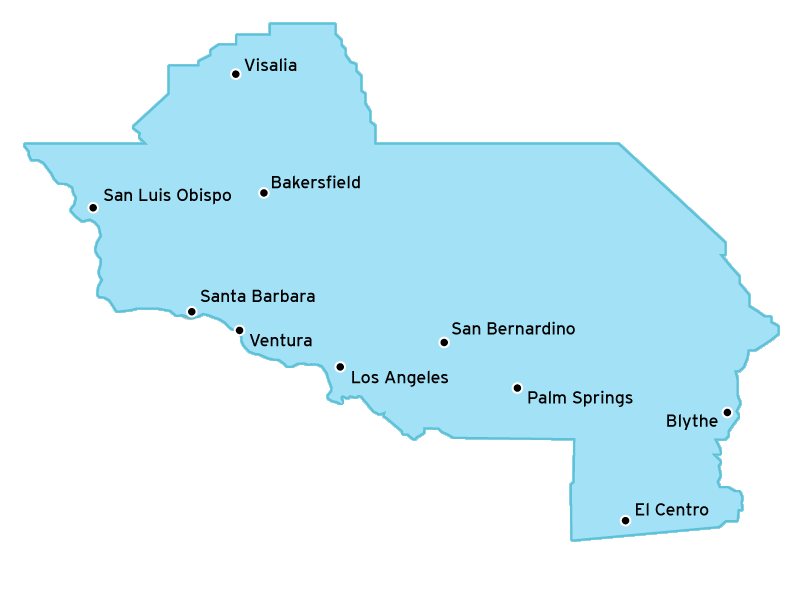 Visalia
Bakersfield
San Luis Obispo
Santa Barbara
San Bernardino
Ventura
Los Angeles
Palm Springs
Blythe
El Centro